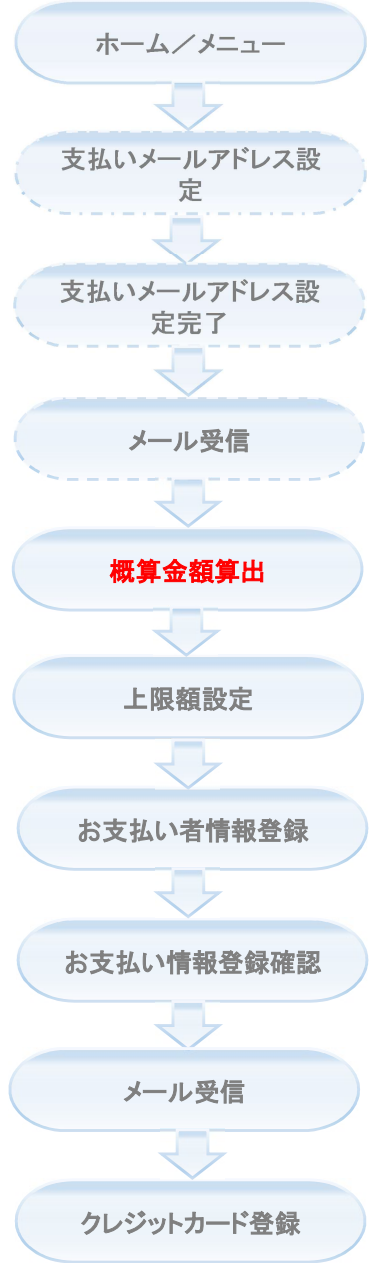 ホーム／メニュー
支払いメールアドレス設
定
支払いメールアドレス設
定完了
メール受信
概算金額算出
上限額設定
お支払い者情報登録
お支払い情報登録確認
メール受信
クレジットカード登録